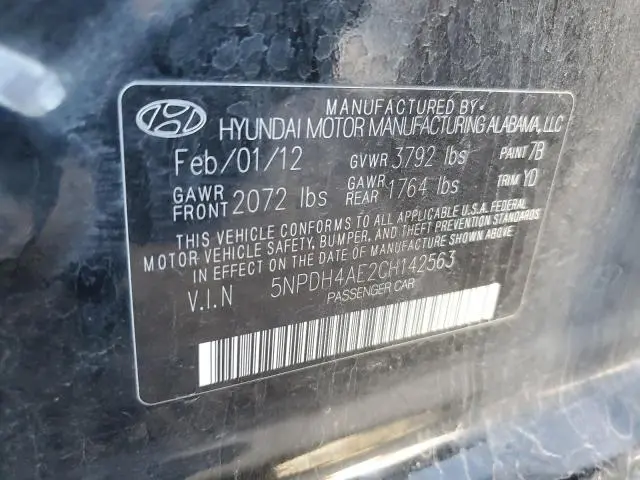 MANUFACTURED BY:
HYUNDAI MOTOR MANUFACTURING ALABAMA, LLC
Feb/01/12 GVWR 3792 lbs PAINT 7B
GAWR FRONT 2072 lbs GAWR REAR 1764 lbs TRIM YD
THIS VEHICLE CONFORMS TO ALL APPLICABLE U.S.A. FEDERAL
MOTOR VEHICLE SAFETY, BUMPER, AND THEFT PREVENTION STANDARDS
IN EFFECT ON THE DATE OF MANUFACTURE SHOWN ABOVE.
V.I.N 5NPDH4AE2CH142563
PASSENGER CAR